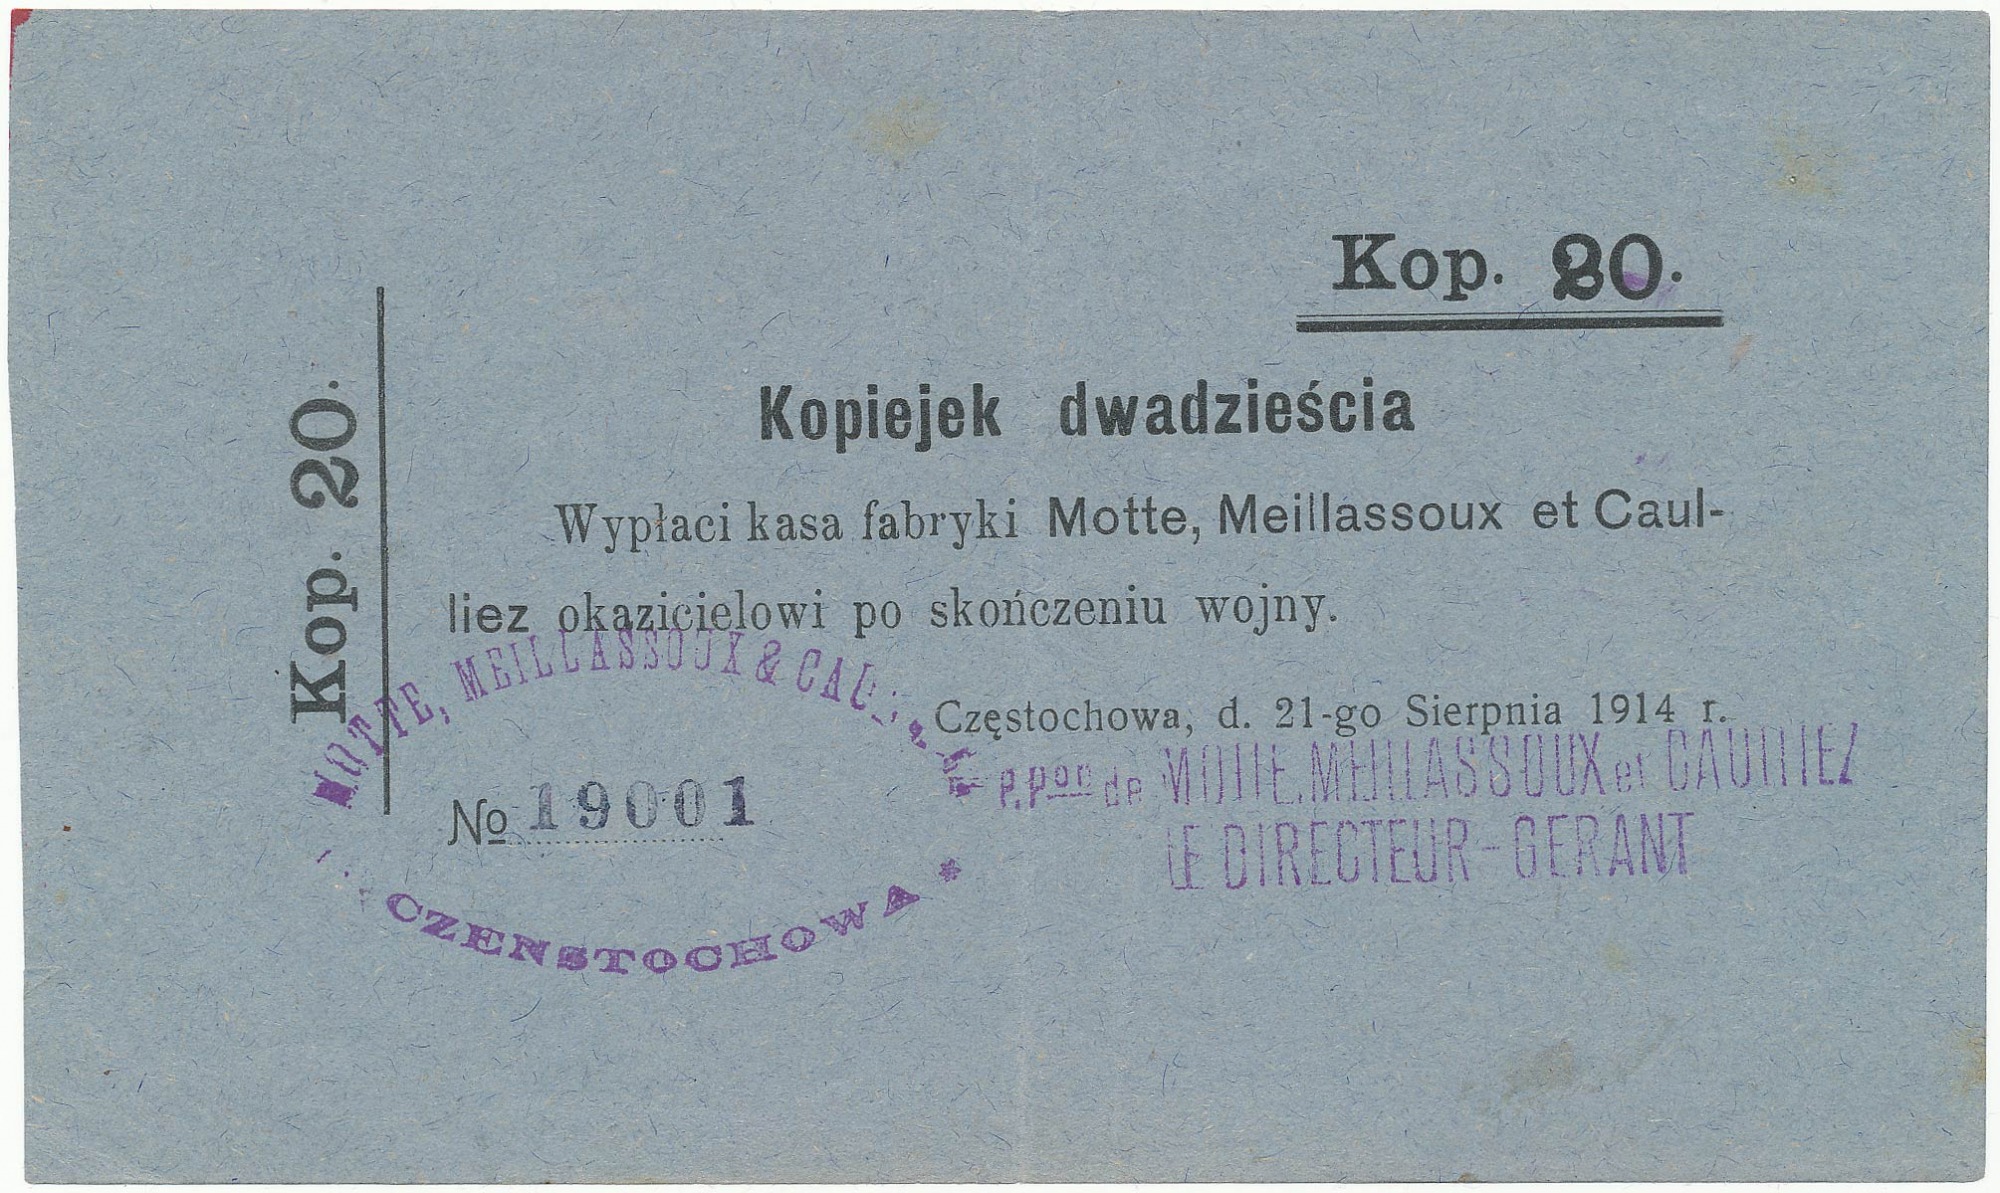 Kop. 20.
Kop. 20.
Kopiejek dwadzieścia
Wypłaci kasa fabryki Motte, Meillassoux et Caul-
liez okazicielowi po skończeniu wojny.
Częstochowa, d. 21-go Sierpnia 1914 r.
No 19001
MOTTE, MEILLASSOUX &
CZENSTOCHOWA *
P.Pon de MOTTE, MEILLASSOUX et CAULLIEZ
LE DIRECTEUR-GERANT